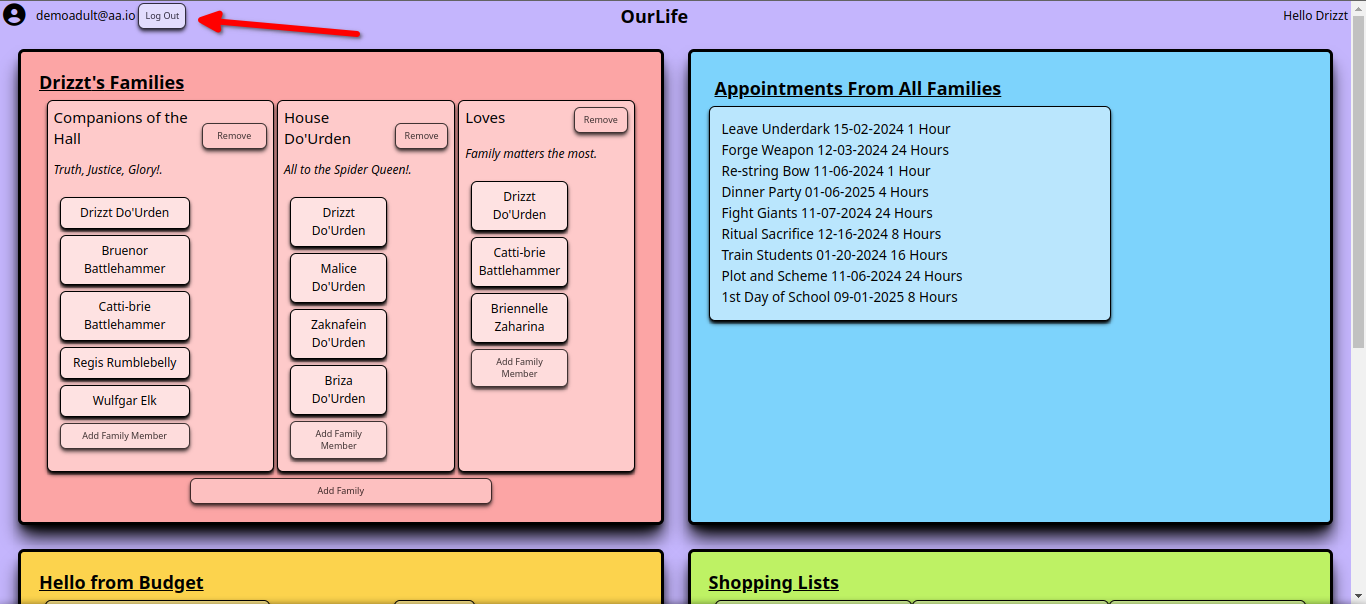 demoadult@aa.io Log Out OurLife Hello Drizzt
Drizzt's Families
Companions of the
Hall
Remove
Truth, Justice, Glory!.
Drizzt Do'Urden
Bruenor
Battlehammer
Catti-brie
Battlehammer
Regis Rumblebelly
Wulfgar Elk
Add Family Member
House
Do'Urden
Remove
All to the Spider Queen!.
Drizzt
Do'Urden
Malice
Do'Urden
Zaknafein
Do'Urden
Briza
Do'Urden
Add Family
Member
Loves
Remove
Family matters the most.
Drizzt
Do'Urden
Catti-brie
Battlehammer
Briennelle
Zaharina
Add Family
Member
Add Family
Appointments From All Families
Leave Underdark 15-02-2024 1 Hour
Forge Weapon 12-03-2024 24 Hours
Re-string Bow 11-06-2024 1 Hour
Dinner Party 01-06-2025 4 Hours
Fight Giants 11-07-2024 24 Hours
Ritual Sacrifice 12-16-2024 8 Hours
Train Students 01-20-2024 16 Hours
Plot and Scheme 11-06-2024 24 Hours
1st Day of School 09-01-2025 8 Hours
Hello from Budget
Shopping Lists